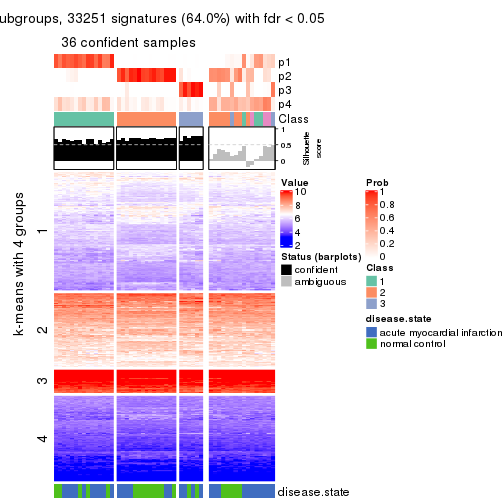 ubgroups, 33251 signatures (64.0%) with fdr < 0.05
36 confident samples
p1
p2
p3
p4
Class
1
0.5
0
Silhouette
score
k-means with 4 groups
1
2
3
4
disease.state
Value
10
8
6
4
2
Status (barplots)
confident
ambiguous
Prob
1
0.8
0.6
0.4
0.2
0
Class
1
2
3
disease.state
acute myocardial infarction
normal control